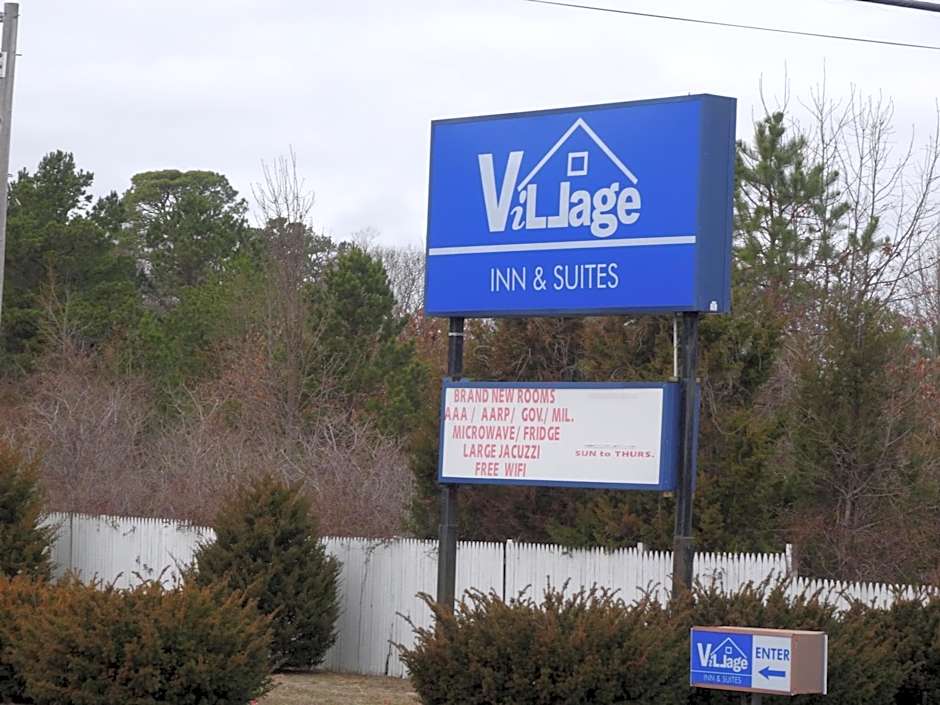 ViLLage
INN & SUITES
BRAND NEW ROOMS
AAA / AARP / GOV./ MIL.
MICROWAVE/ FRIDGE
LARGE JACUZZI
FREE WIFI
SUN to THURS.
ViLLage
INN & SUITES
ENTER